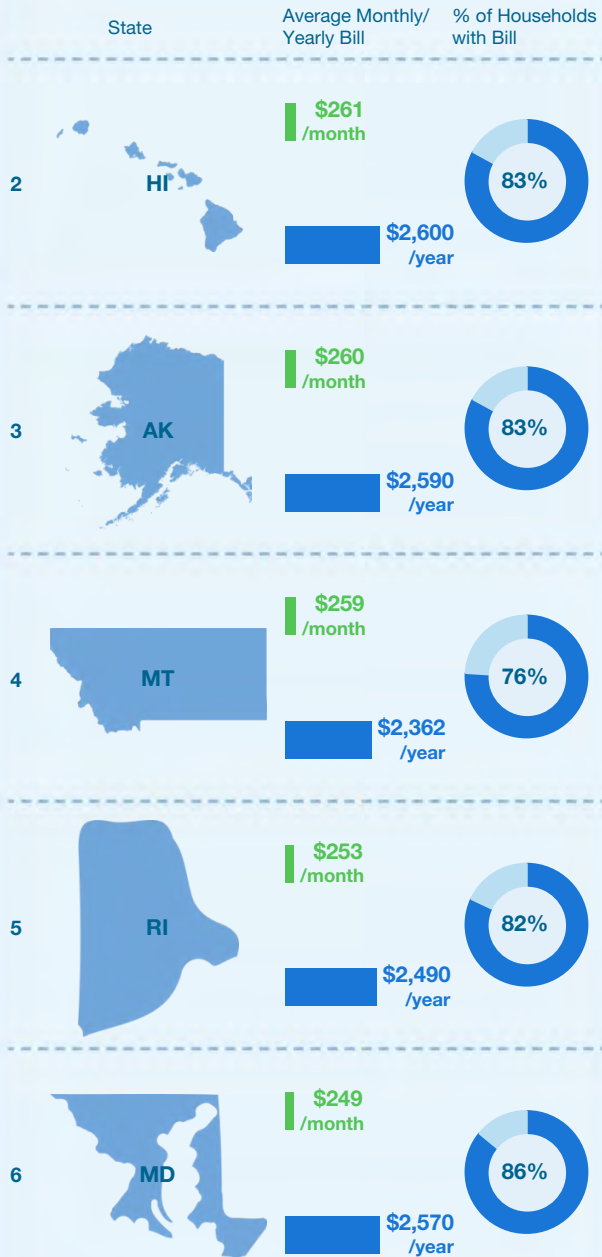 State
Average Monthly/
Yearly Bill
% of Households
with Bill
2
HI
$261
/month
$2,600
/year
83%
3
AK
$260
/month
$2,590
/year
83%
4
MT
$259
/month
$2,362
/year
76%
5
RI
$253
/month
$2,490
/year
82%
6
MD
$249
/month
$2,570
/year
86%